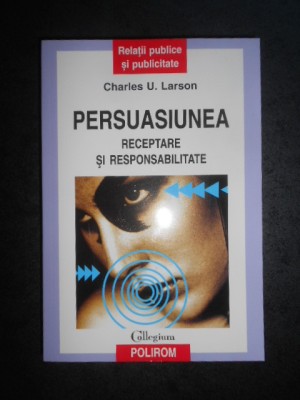 Relații publice
și publicitate
Charles U. Larson
PERSUASIUNEA
RECEPTARE
ȘI RESPONSABILITATE
Collegium
POLIROM